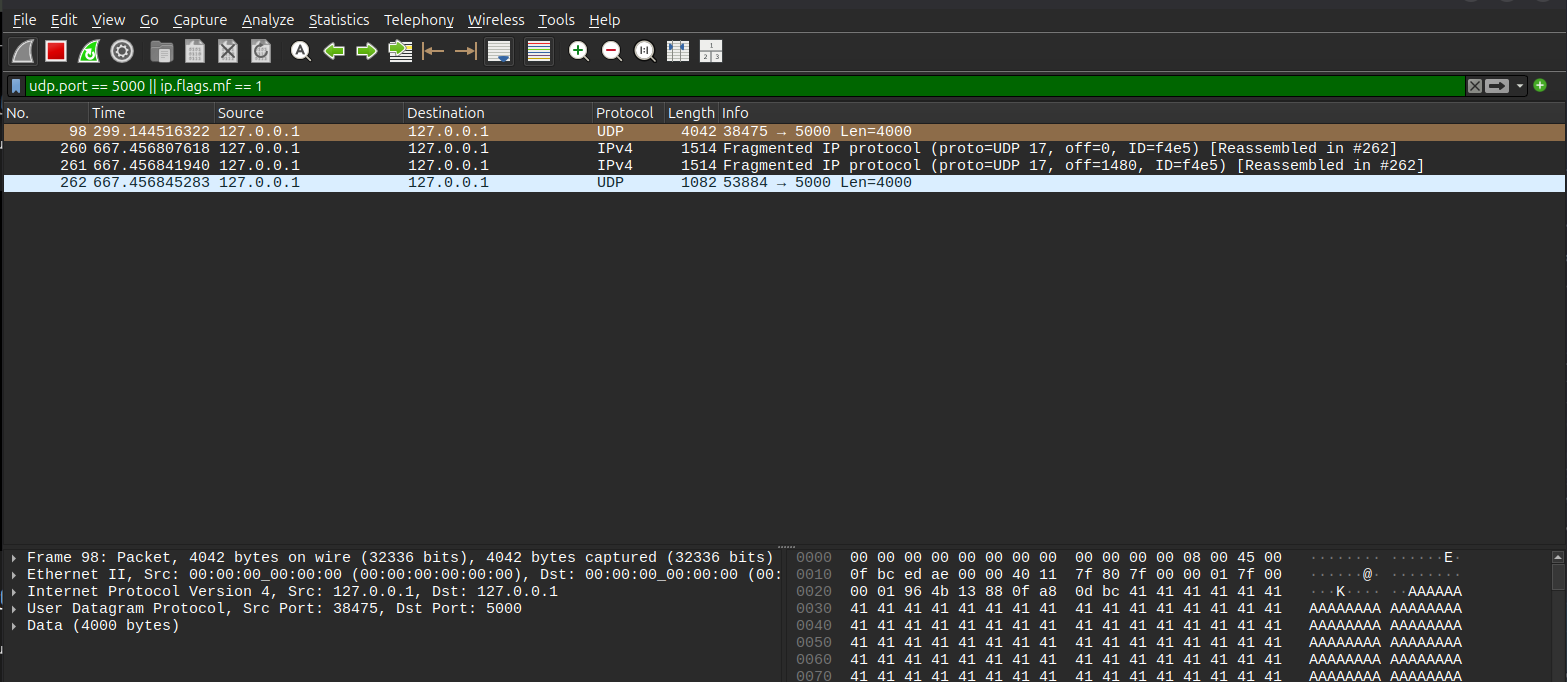 File Edit View Go Capture Analyze Statistics Telephony Wireless Tools Help
udp.port == 5000 || ip.flags.mf == 1
No. Time Source Destination Protocol Length Info
98 299.144516322 127.0.0.1 127.0.0.1 UDP 4042 38475 → 5000 Len=4000
260 667.456807618 127.0.0.1 127.0.0.1 IPv4 1514 Fragmented IP protocol (proto=UDP 17, off=0, ID=f4e5) [Reassembled in #262]
261 667.456841940 127.0.0.1 127.0.0.1 IPv4 1514 Fragmented IP protocol (proto=UDP 17, off=1480, ID=f4e5) [Reassembled in #262]
262 667.456845283 127.0.0.1 127.0.0.1 UDP 1082 53884 → 5000 Len=4000
Frame 98: Packet, 4042 bytes on wire (32336 bits), 4042 bytes captured (32336 bits)
Ethernet II, Src: 00:00:00_00:00:00 (00:00:00:00:00:00), Dst: 00:00:00_00:00:00 (00:
Internet Protocol Version 4, Src: 127.0.0.1, Dst: 127.0.0.1
User Datagram Protocol, Src Port: 38475, Dst Port: 5000
Data (4000 bytes)
0000 00 00 00 00 00 00 00 00 00 00 00 00 08 00 45 00 ········ ······E·
0010 0f bc ed ae 00 00 40 11 7f 80 7f 00 00 01 7f 00 ······@· ········
0020 00 01 96 4b 13 88 0f a8 0d bc 41 41 41 41 41 41 ···K···· ··AAAAAA
0030 41 41 41 41 41 41 41 41 41 41 41 41 41 41 41 41 AAAAAAAA AAAAAAAA
0040 41 41 41 41 41 41 41 41 41 41 41 41 41 41 41 41 AAAAAAAA AAAAAAAA
0050 41 41 41 41 41 41 41 41 41 41 41 41 41 41 41 41 AAAAAAAA AAAAAAAA
0060 41 41 41 41 41 41 41 41 41 41 41 41 41 41 41 41 AAAAAAAA AAAAAAAA
0070 41 41 41 41 41 41 41 41 41 41 41 41 41 41 41 41 AAAAAAAA AAAAAAAA